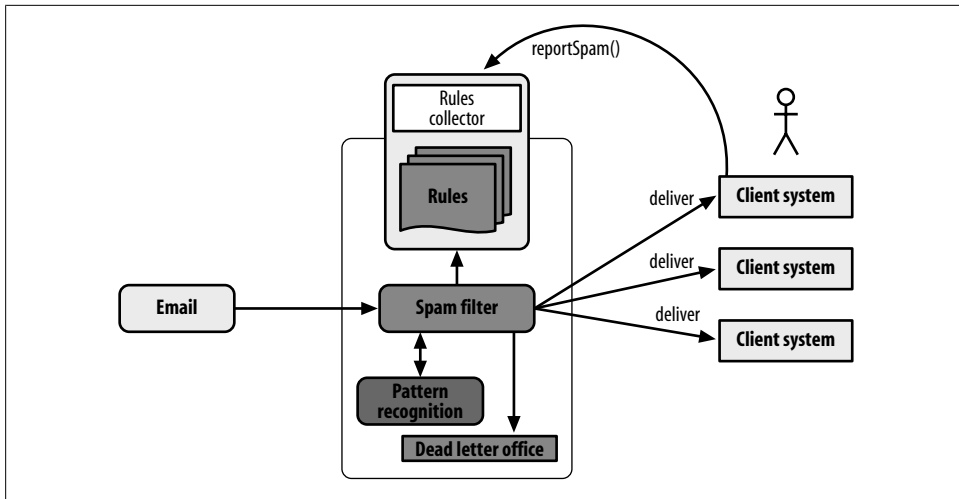 reportSpam()
Rules
collector
Rules
deliver
Client system
deliver
Client system
Email
Spam filter
deliver
Client system
Pattern
recognition
Dead letter office